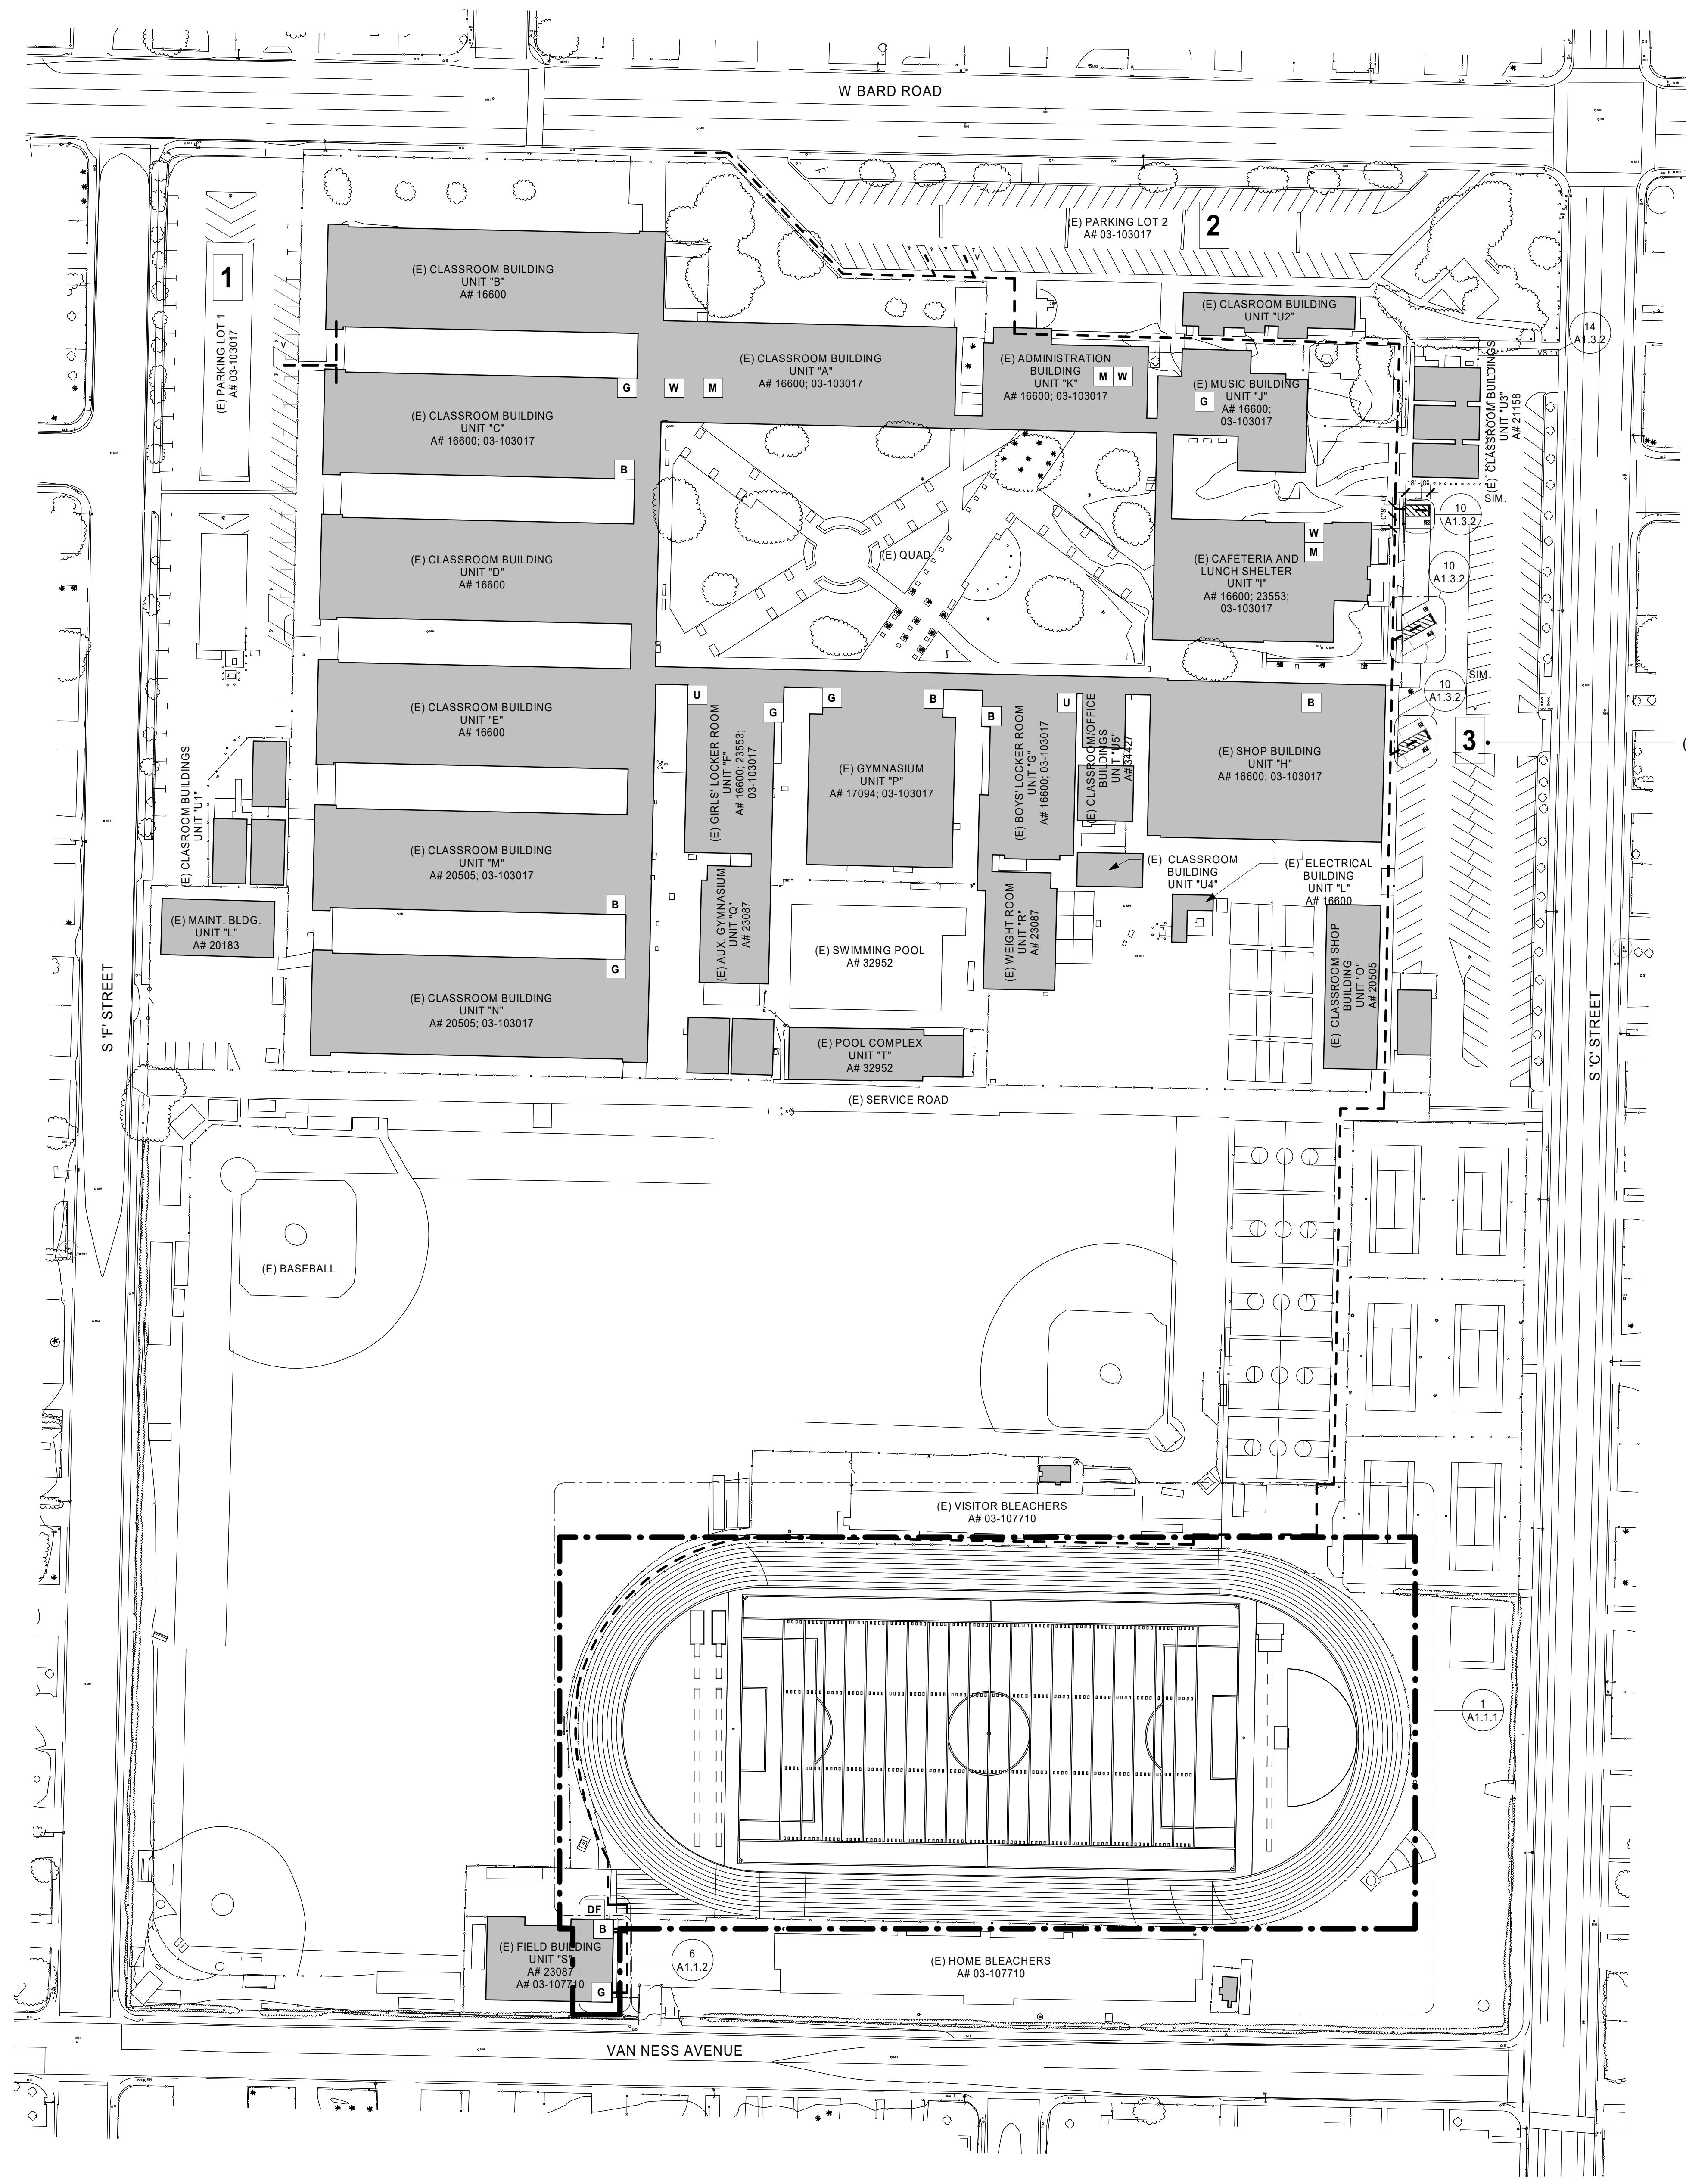 W BARD ROAD
(E) PARKING LOT 2
A# 03-103017
2
1
(E) PARKING LOT 1
A# 03-103017
V
V
(E) CLASSROOM BUILDING
UNIT "B"
A# 16600
(E) CLASROOM BUILDING
UNIT "U2"
14
A1.3.2
VS 10
(E) CLASSROOM BUILDING
UNIT "A"
A# 16600; 03-103017
(E) ADMINISTRATION
BUILDING
UNIT "K"
A# 16600; 03-103017
M W
(E) MUSIC BUILDING
UNIT "J"
A# 16600;
03-103017
G
(E) CLASSROOM BUILDINGS
UNIT "U3"
A# 21158
G
W
M
(E) CLASSROOM BUILDING
UNIT "C"
A# 16600; 03-103017
B
18' - 0"
SIM.
10
A1.3.2
(E) CLASSROOM BUILDING
UNIT "D"
A# 16600
(E) QUAD
W
M
(E) CAFETERIA AND
LUNCH SHELTER
UNIT "I"
A# 16600; 23553;
03-103017
10
A1.3.2
SIM.
10
A1.3.2
3
(E) CLASSROOM BUILDING
UNIT "E"
A# 16600
U
(E) GIRLS' LOCKER ROOM
UNIT "F"
A# 16600; 23553;
03-103017
G
G
B
(E) GYMNASIUM
UNIT "P"
A# 17094; 03-103017
B
(E) BOYS' LOCKER ROOM
UNIT "G"
A# 16600; 03-103017
U
(E) CLASSROOM/OFFICE
BUILDINGS
UNIT "U5"
A# 34427
B
(E) SHOP BUILDING
UNIT "H"
A# 16600; 03-103017
(E) CLASROOM BUILDINGS
UNIT "U1"
(E) CLASSROOM BUILDING
UNIT "M"
A# 20505; 03-103017
B
(E) CLASSROOM
BUILDING
UNIT "U4"
(E) ELECTRICAL
BUILDING
UNIT "L"
A# 16600
(E) MAINT. BLDG.
UNIT "L"
A# 20183
(E) AUX. GYMNASIUM
UNIT "Q"
A# 23087
(E) SWIMMING POOL
A# 32952
(E) WEIGHT ROOM
UNIT "R"
A# 23087
(E) CLASSROOM SHOP
BUILDING
UNIT "O"
A# 20505
G
(E) CLASSROOM BUILDING
UNIT "N"
A# 20505; 03-103017
(E) POOL COMPLEX
UNIT "T"
A# 32952
S 'F' STREET
S 'C' STREET
(E) SERVICE ROAD
(E) BASEBALL
(E) VISITOR BLEACHERS
A# 03-107710
1
A1.1.1
DF
B
(E) FIELD BUILDING
UNIT "S"
A# 23087
A# 03-107710
G
6
A1.1.2
(E) HOME BLEACHERS
A# 03-107710
VAN NESS AVENUE